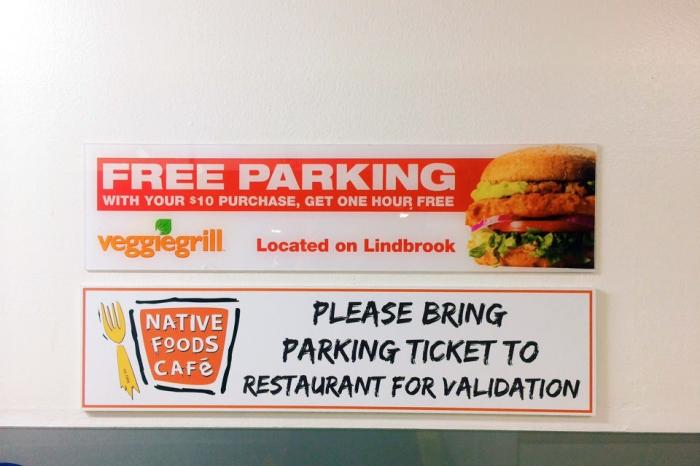 FREE PARKING
WITH YOUR $10 PURCHASE, GET ONE HOUR FREE
veggiegrill
Located on Lindbrook
NATIVE
FOODS
CAFé
PLEASE BRING
PARKING TICKET TO
RESTAURANT FOR VALIDATION